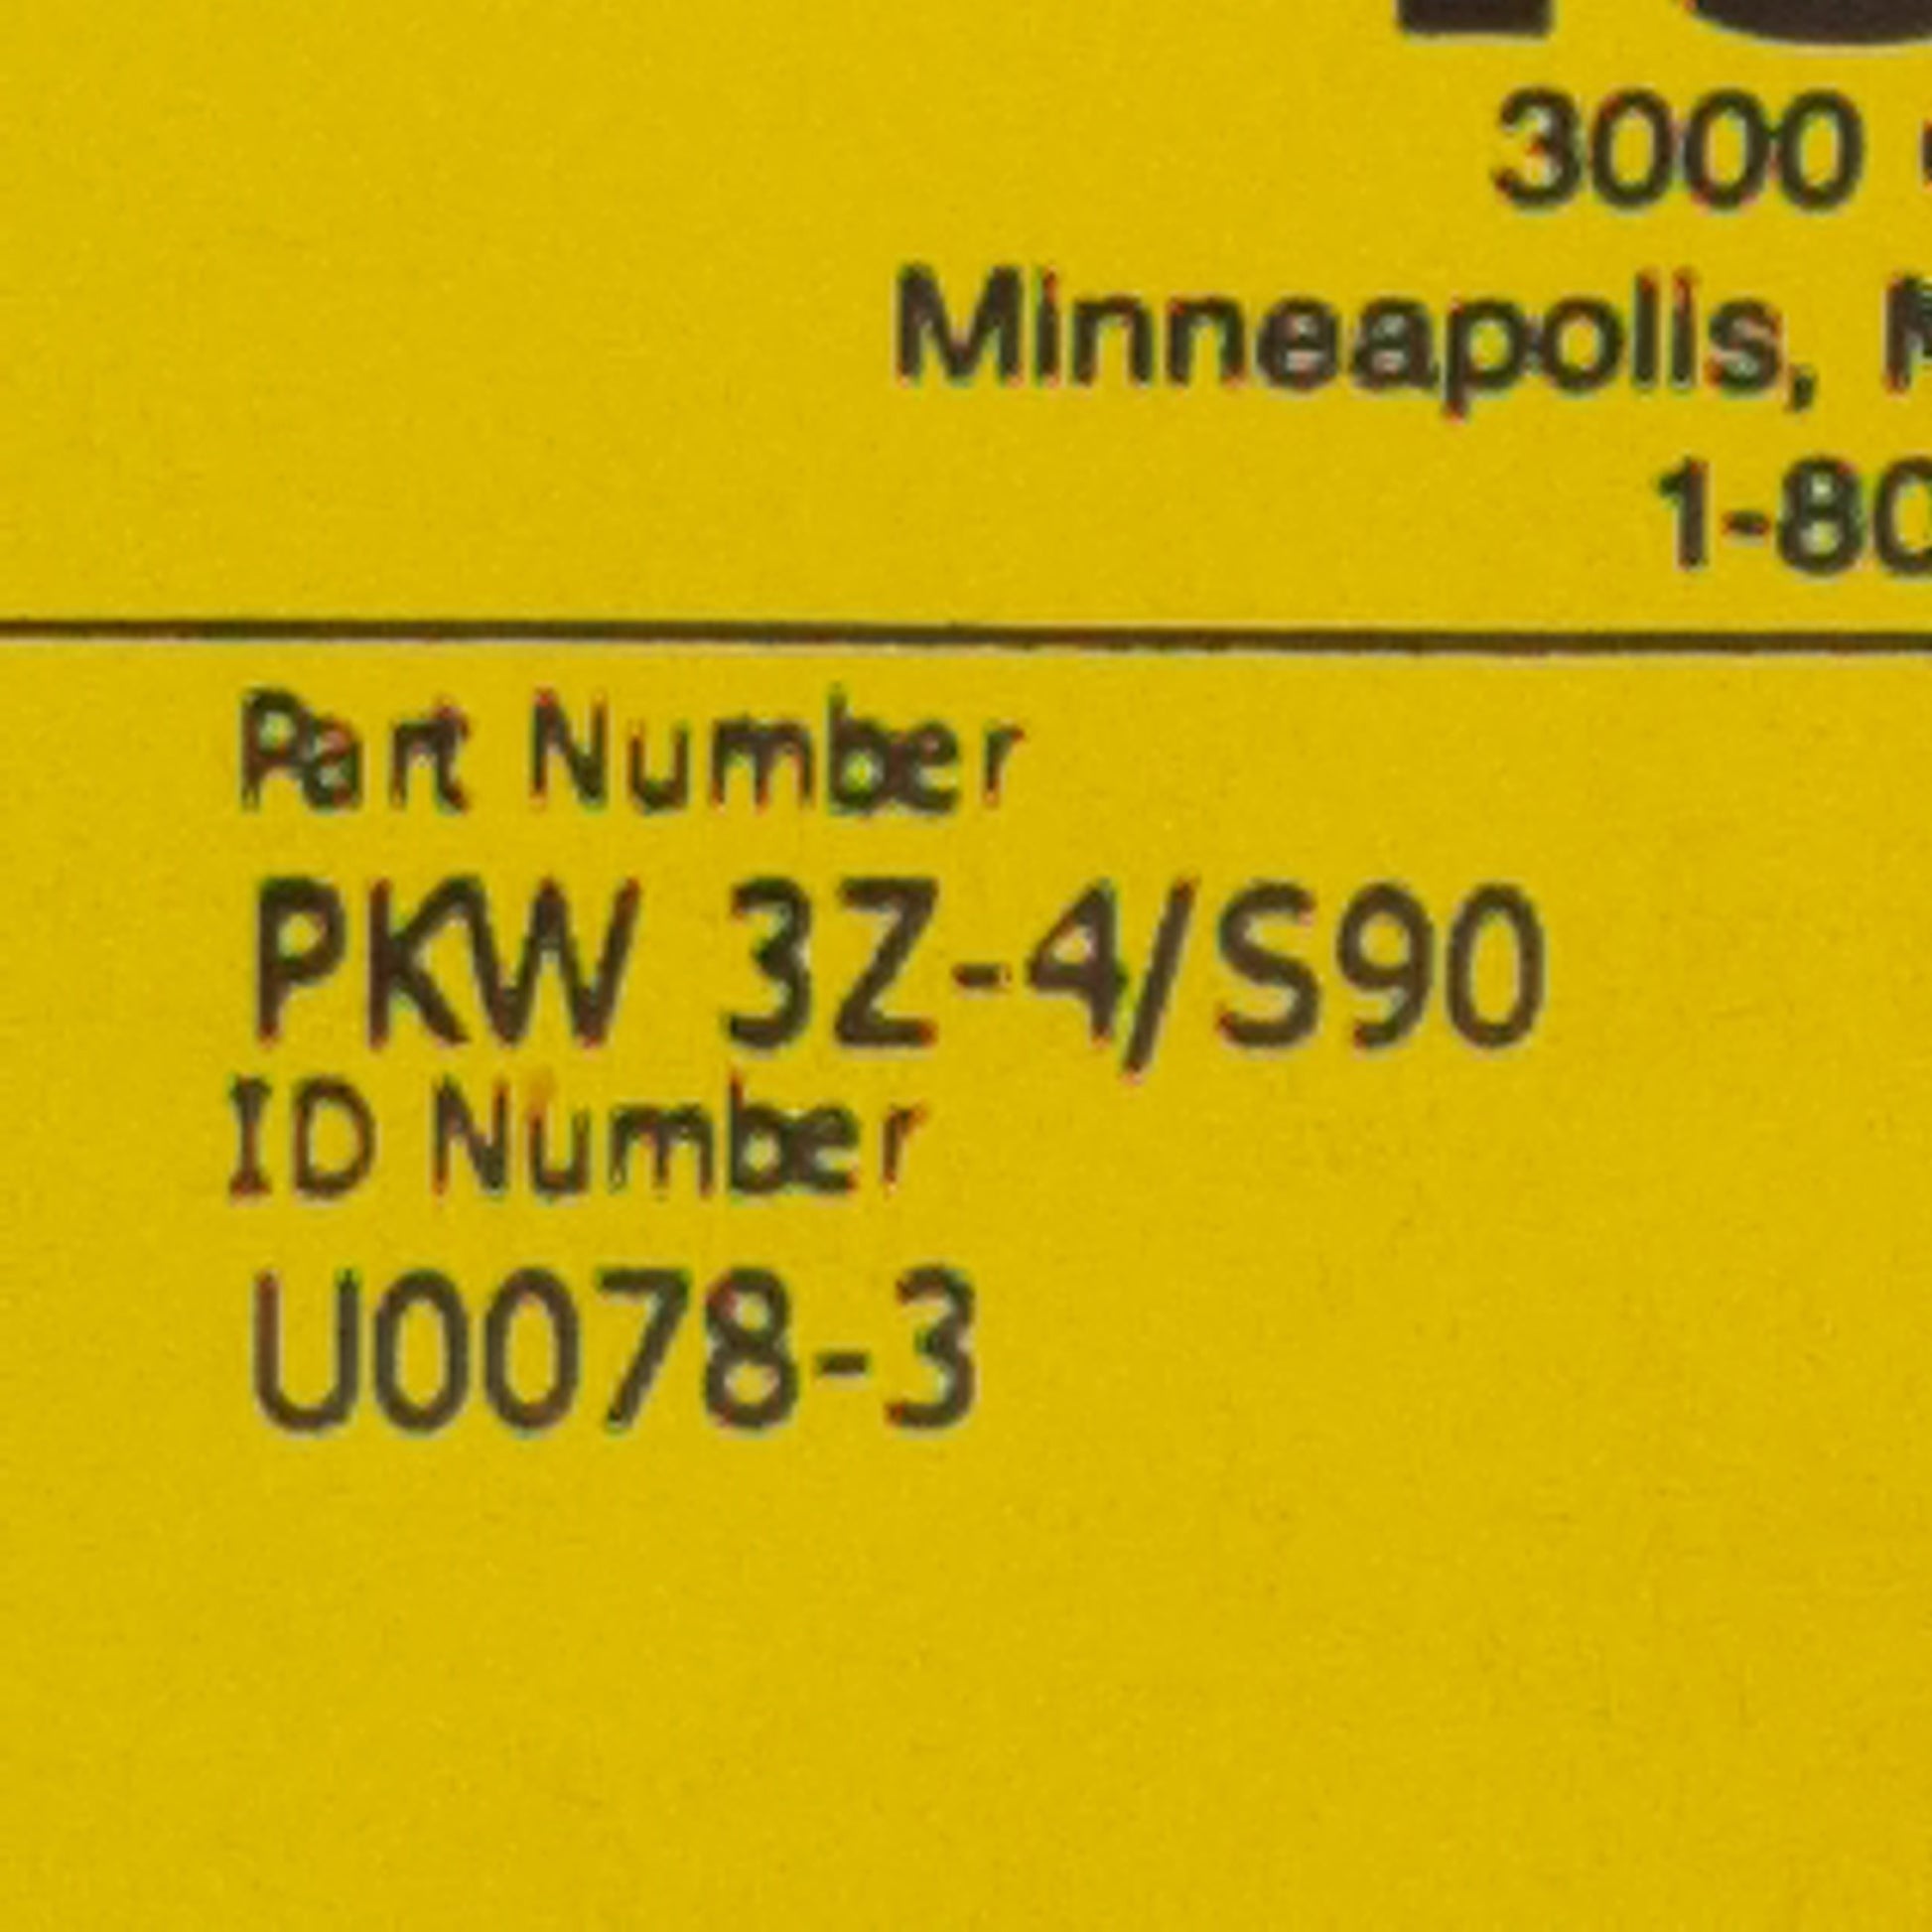 3000
Minneapolis,
1-80
Part Number
PKW 3Z-4/S90
ID Number
U0078-3